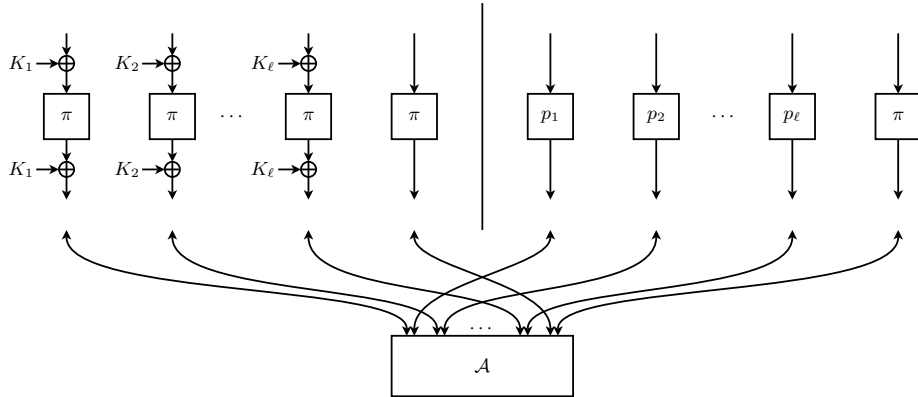 K₁ K₂ K_ℓ
π π ⋯ π π p₁ p₂ ⋯ p_ℓ π
K₁ K₂ K_ℓ
⋯
𝒜